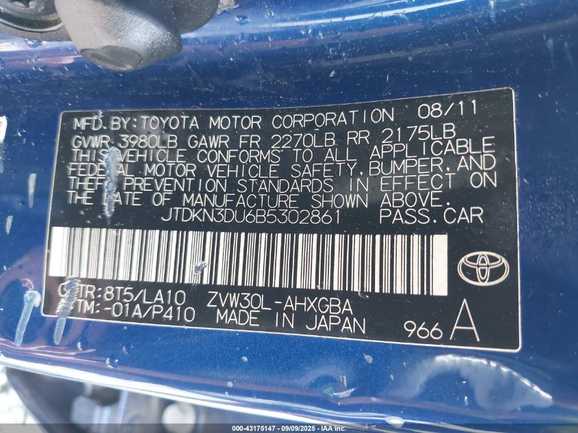 MFD.BY:TOYOTA MOTOR CORPORATION 08/11
GVWR 3980LB GAWR FR 2270LB RR 2175LB
THIS VEHICLE CONFORMS TO ALL APPLICABLE
FEDERAL MOTOR VEHICLE SAFETY,BUMPER,AND
THEFT PREVENTION STANDARDS IN EFFECT ON
THE DATE OF MANUFACTURE SHOWN ABOVE.
JTDKN3DU6B5302861 PASS.CAR
C/TR:8T5/LA10 ZVW30L-AHXGBA
A/TM:-01A/P410 MADE IN JAPAN 966 A
000-43175147 - 09/09/2025 - IAA Inc.